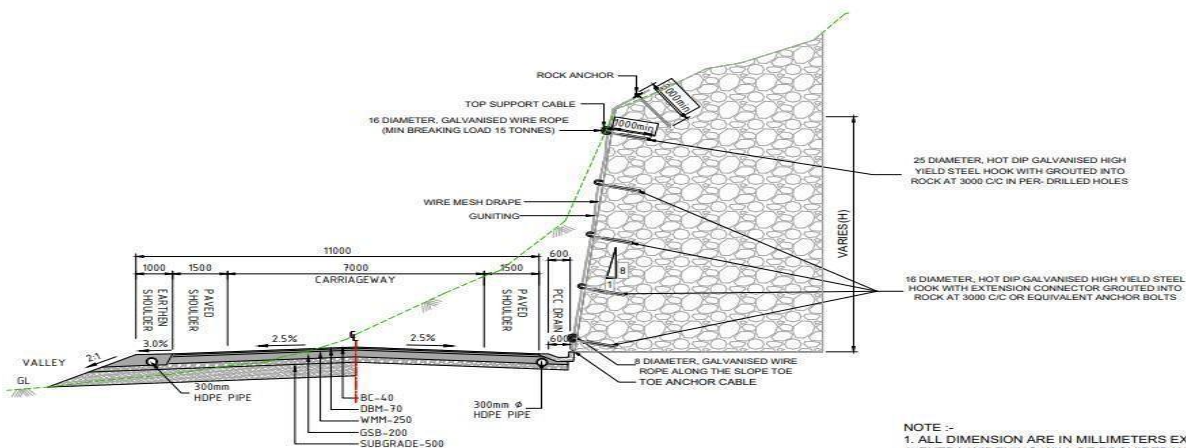 ROCK ANCHOR
TOP SUPPORT CABLE
16 DIAMETER, GALVANISED WIRE ROPE
(MIN BREAKING LOAD 15 TONNES)
1000min
25 DIAMETER, HOT DIP GALVANISED HIGH
YIELD STEEL HOOK WITH GROUTED INTO
ROCK AT 3000 C/C IN PER- DRILLED HOLES
WIRE MESH DRAPE
GUNITING
VARIES(H)
11000
600
1000
1500
7000
1500
CARRIAGEWAY
EARTHEN
SHOULDER
PAVED
SHOULDER
PAVED
SHOULDER
PCC DRAIN
8
1
16 DIAMETER, HOT DIP GALVANISED HIGH YIELD STEEL
HOOK WITH EXTENSION CONNECTOR GROUTED INTO
ROCK AT 3000 C/C OR EQUIVALENT ANCHOR BOLTS
3.0%
2.5%
2.5%
600
VALLEY
2:1
GL
8 DIAMETER, GALVANISED WIRE
ROPE ALONG THE SLOPE TOE
TOE ANCHOR CABLE
300mm
HDPE PIPE
300mm Ø
HDPE PIPE
BC-40
DBM-70
WMM-250
GSB-200
SUBGRADE-500
NOTE :-
1. ALL DIMENSION ARE IN MILLIMETERS EX